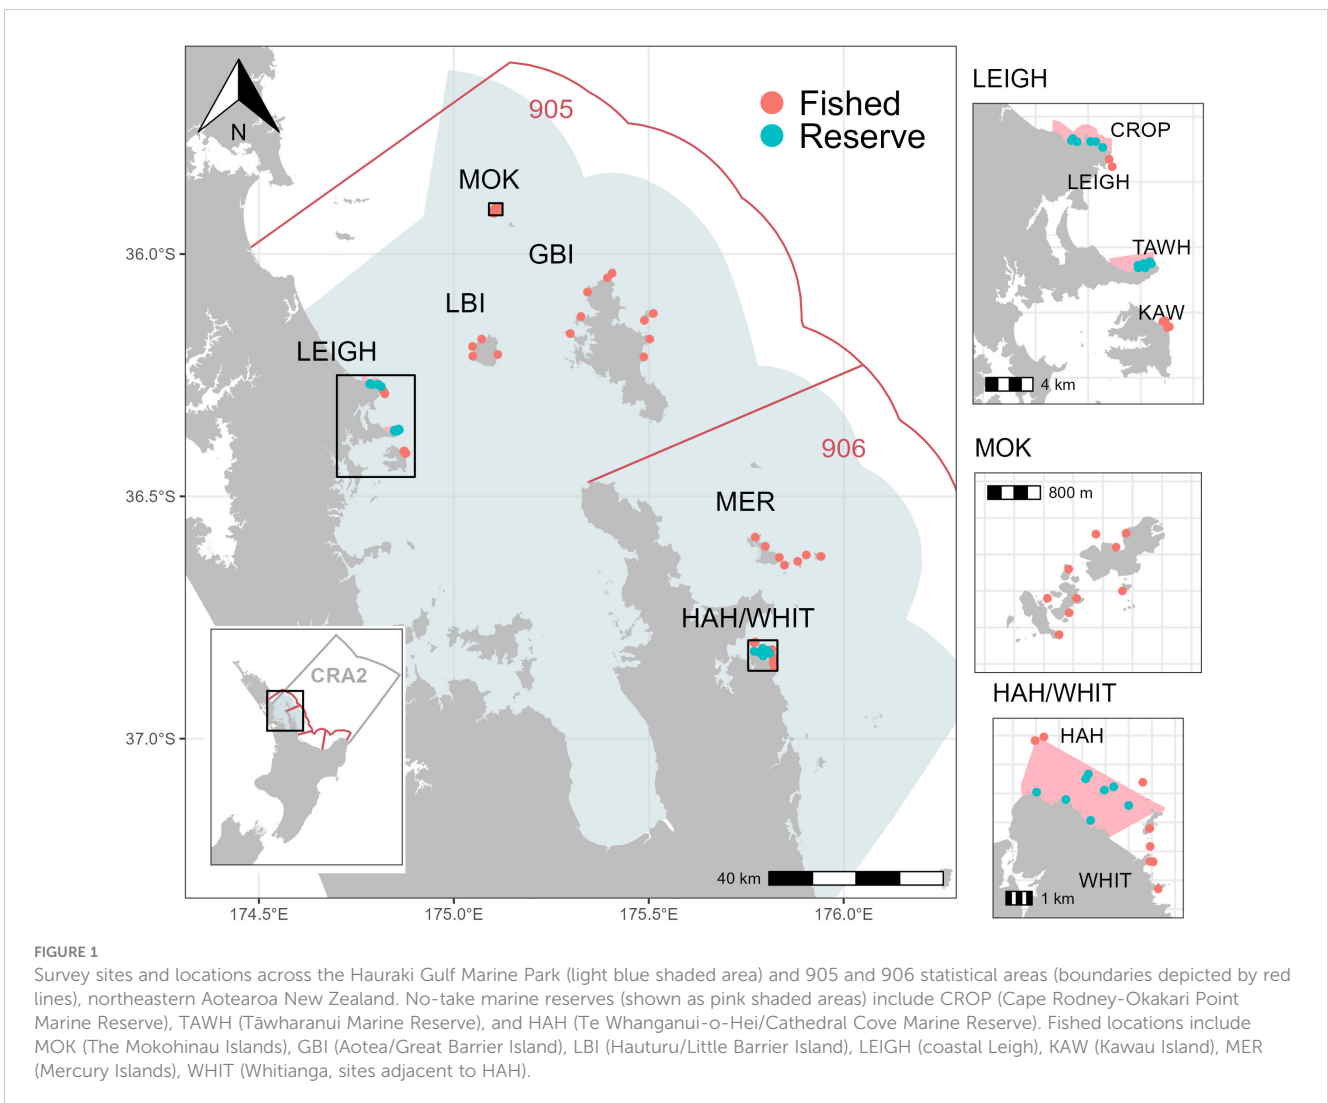 N
905
Fished
Reserve
MOK
GBI
LBI
LEIGH
906
MER
HAH/WHIT
CRA2
40 km
36.0°S
36.5°S
37.0°S
174.5°E
175.0°E
175.5°E
176.0°E
LEIGH
CROP
LEIGH
TAWH
KAW
4 km
MOK
800 m
HAH/WHIT
HAH
WHIT
1 km
FIGURE 1
Survey sites and locations across the Hauraki Gulf Marine Park (light blue shaded area) and 905 and 906 statistical areas (boundaries depicted by red
lines), northeastern Aotearoa New Zealand. No-take marine reserves (shown as pink shaded areas) include CROP (Cape Rodney-Okakari Point
Marine Reserve), TAWH (Tāwharanui Marine Reserve), and HAH (Te Whanganui-o-Hei/Cathedral Cove Marine Reserve). Fished locations include
MOK (The Mokohinau Islands), GBI (Aotea/Great Barrier Island), LBI (Hauturu/Little Barrier Island), LEIGH (coastal Leigh), KAW (Kawau Island), MER
(Mercury Islands), WHIT (Whitianga, sites adjacent to HAH).